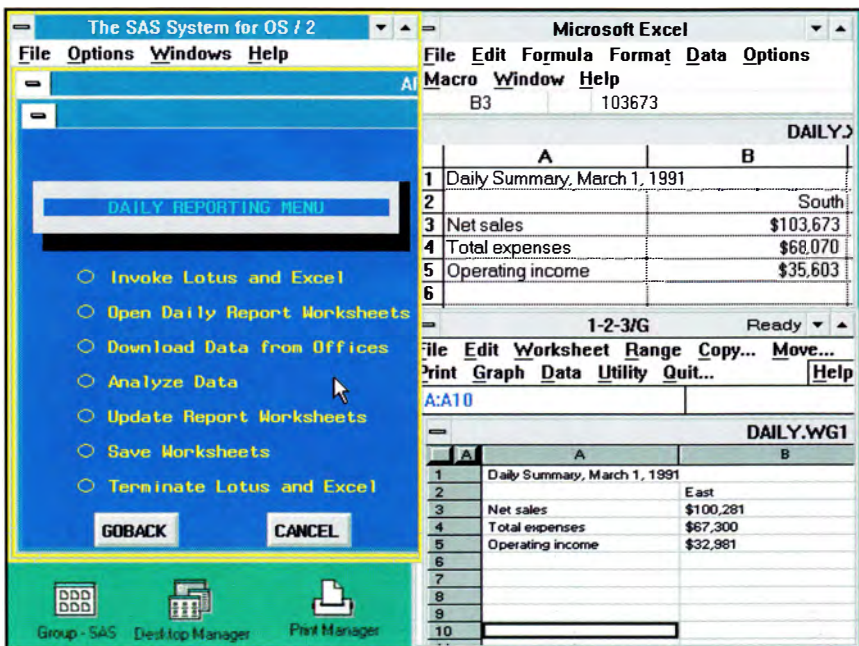 The SAS System for OS / 2
File Options Windows Help
DAILY REPORTING MENU
Invoke Lotus and Excel
Open Daily Report Worksheets
Download Data from Offices
Analyze Data
Update Report Worksheets
Save Worksheets
Terminate Lotus and Excel
GOBACK CANCEL
Group - SAS Desktop Manager Print Manager
Microsoft Excel
File Edit Formula Format Data Options
Macro Window Help
B3 103673
A B
1 Daily Summary, March 1, 1991
2 South
3 Net sales $103,673
4 Total expenses $68,070
5 Operating income $35,603
6
1-2-3/G Ready
File Edit Worksheet Range Copy... Move...
Print Graph Data Utility Quit... Help
A:A10
DAILY.WG1
A A B
1 Daily Summary, March 1, 1991
2 East
3 Net sales $100,281
4 Total expenses $67,300
5 Operating income $32,981
6
7
8
9
10